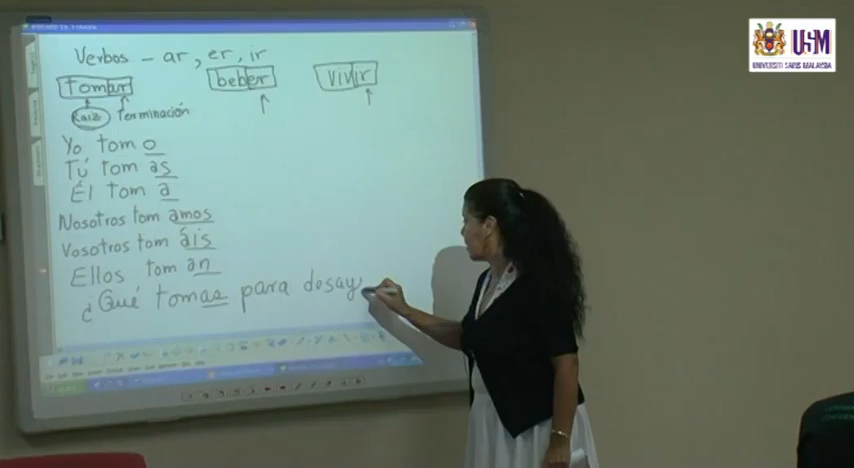 Verbos - ar, er, ir
tomar beber vivir
Raíz terminación
Yo tom o
Tú tom as
Él tom a
Nosotros tom amos
Vosotros tom áis
Ellos tom an
¿Qué tomas para desay
USM
UNIVERSITI SAINS MALAYSIA